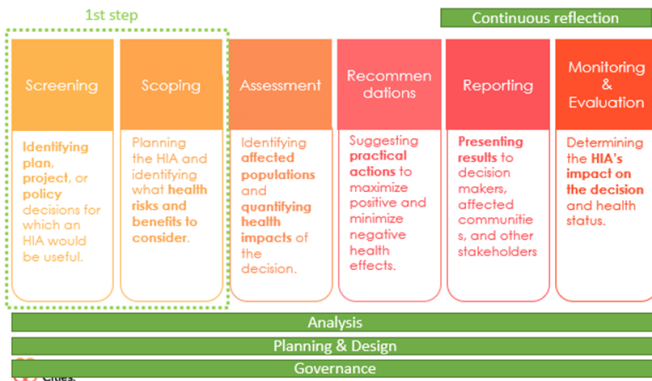 1st step
Continuous reflection
Screening
Scoping
Assessment
Recommen
dations
Reporting
Monitoring
&
Evaluation
Identifying
plan,
project, or
policy
decisions for
which an
HIA would
be useful.
Planning
the HIA and
identifying
what health
risks and
benefits to
consider.
Identifying
affected
populations
and
quantifying
health
impacts of
the
decision.
Suggesting
practical
actions to
maximize
positive and
minimize
negative
health
effects.
Presenting
results to
decision
makers,
affected
communitie
s, and other
stakeholders
Determining
the HIA's
impact on
the decision
and health
status.
Analysis
Planning & Design
Governance
Cities.